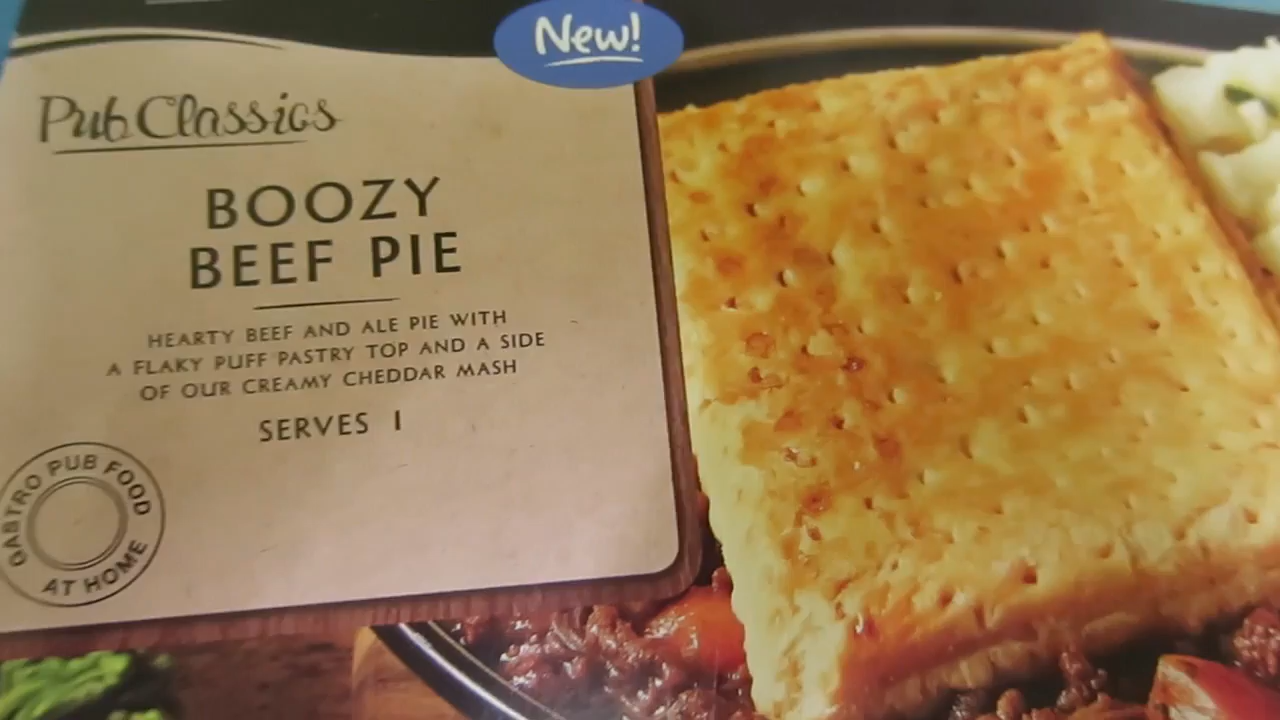 New!
Pub Classics
BOOZY
BEEF PIE
HEARTY BEEF AND ALE PIE WITH
A FLAKY PUFF PASTRY TOP AND A SIDE
OF OUR CREAMY CHEDDAR MASH
SERVES 1
GASTRO PUB FOOD
AT HOME